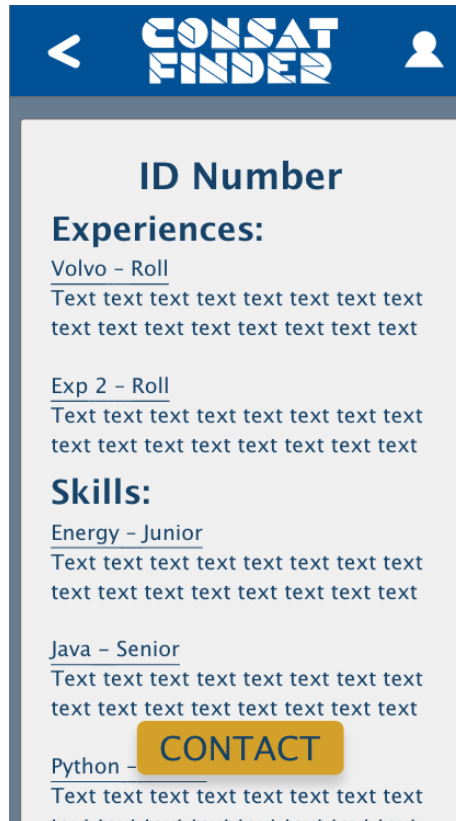 CONSAT
FINDER
ID Number
Experiences:
Volvo – Roll
Text text text text text text text text
text text text text text text text text
Exp 2 – Roll
Text text text text text text text text
text text text text text text text text
Skills:
Energy – Junior
Text text text text text text text text
text text text text text text text text
Java – Senior
Text text text text text text text text
text text text text text text text text
CONTACT
Python –
Text text text text text text text text